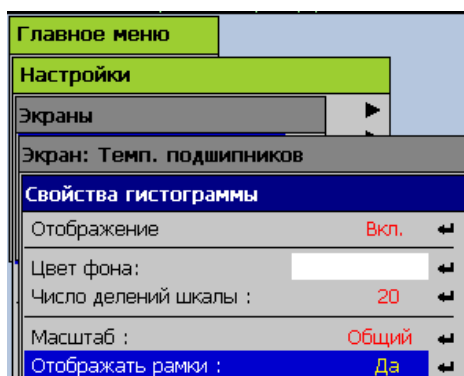 Главное меню
Настройки
Экраны
Экран: Темп. подшипников
Свойства гистограммы
Отображение Вкл.
Цвет фона:
Число делений шкалы : 20
Масштаб : Общий
Отображать рамки : Да